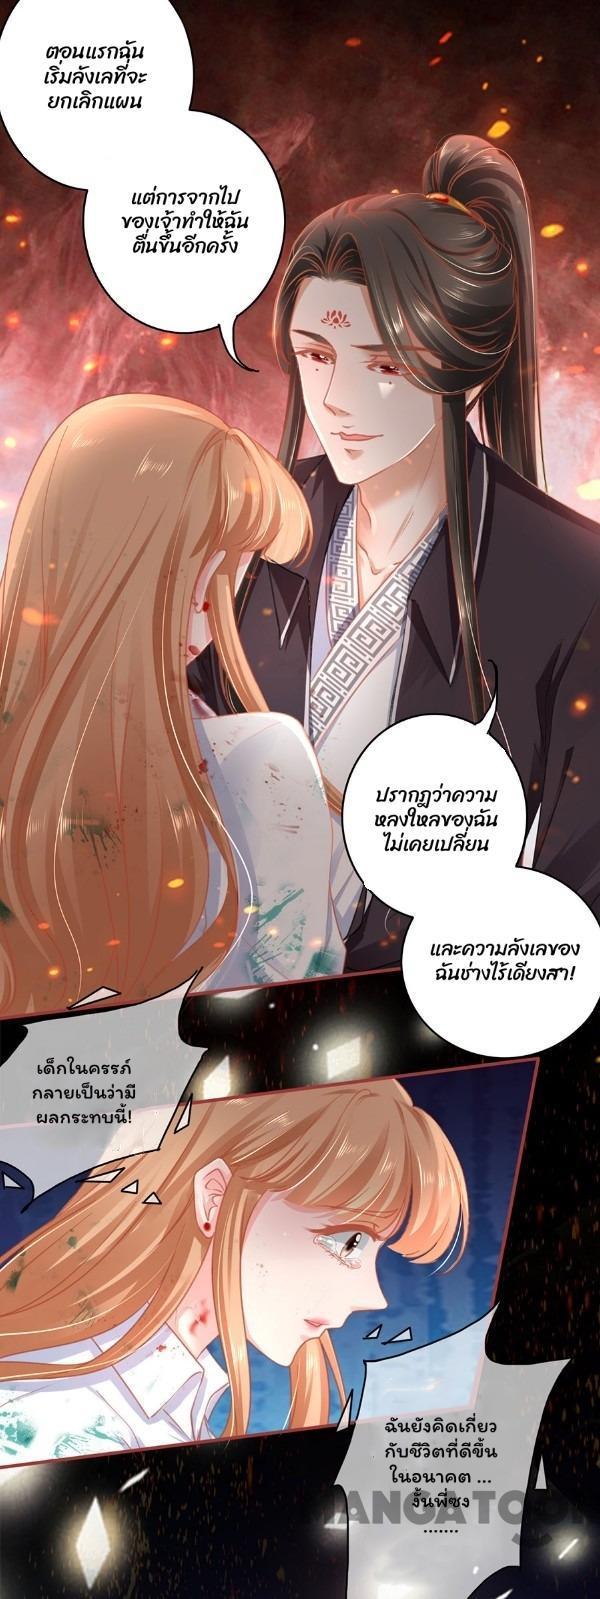 ตอนแรกฉัน
เริ่มลังเลที่จะ
ยกเลิกแผน
แต่การจากไป
ของเจ้าทำให้ฉัน
ตื่นขึ้นอีกครั้ง
ปรากฎว่าความ
หลงใหลของฉัน
ไม่เคยเปลี่ยน
และความลังเลของ
ฉันช่างไร้เดียงสา!
เด็กในครรภ์
กลายเป็นว่ามี
ผลกระทบนี้!
ฉันยังคิดเกี่ยว
กับชีวิตที่ดีขึ้น
ในอนาคต ...
งั้นพี่ซง
.......
MANGATOON